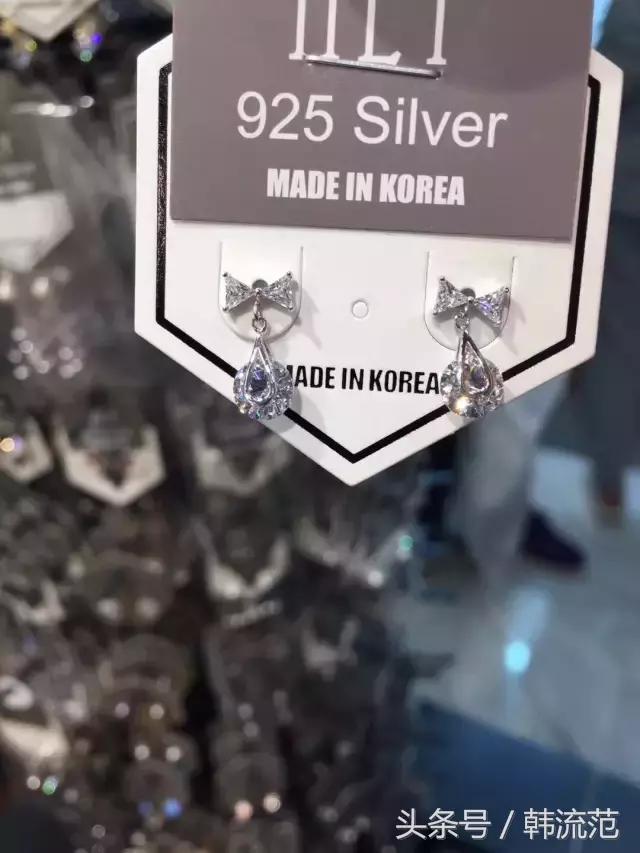 925 Silver
MADE IN KOREA
MADE IN KOREA
头条号 / 韩流范